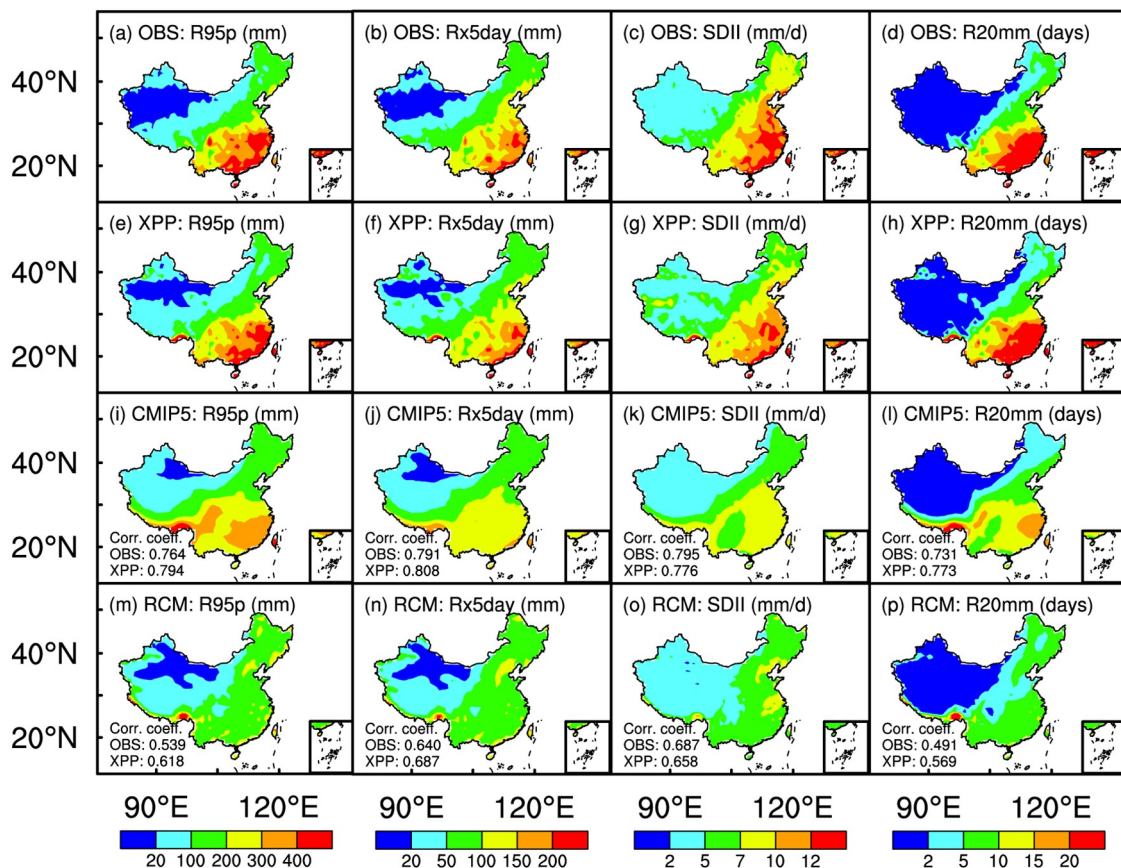 (a) OBS: R95p (mm)
(b) OBS: Rx5day (mm)
(c) OBS: SDII (mm/d)
(d) OBS: R20mm (days)
40°N
20°N
(e) XPP: R95p (mm)
(f) XPP: Rx5day (mm)
(g) XPP: SDII (mm/d)
(h) XPP: R20mm (days)
40°N
20°N
(i) CMIP5: R95p (mm)
(j) CMIP5: Rx5day (mm)
(k) CMIP5: SDII (mm/d)
(l) CMIP5: R20mm (days)
40°N
20°N
Corr. coeff.
OBS: 0.764
XPP: 0.794
Corr. coeff.
OBS: 0.791
XPP: 0.808
Corr. coeff.
OBS: 0.795
XPP: 0.776
Corr. coeff.
OBS: 0.731
XPP: 0.773
(m) RCM: R95p (mm)
(n) RCM: Rx5day (mm)
(o) RCM: SDII (mm/d)
(p) RCM: R20mm (days)
40°N
20°N
Corr. coeff.
OBS: 0.539
XPP: 0.618
Corr. coeff.
OBS: 0.640
XPP: 0.687
Corr. coeff.
OBS: 0.687
XPP: 0.658
Corr. coeff.
OBS: 0.491
XPP: 0.569
90°E 120°E
90°E 120°E
90°E 120°E
90°E 120°E
20 100 200 300 400
20 50 100 150 200
2 5 7 10 12
2 5 10 15 20